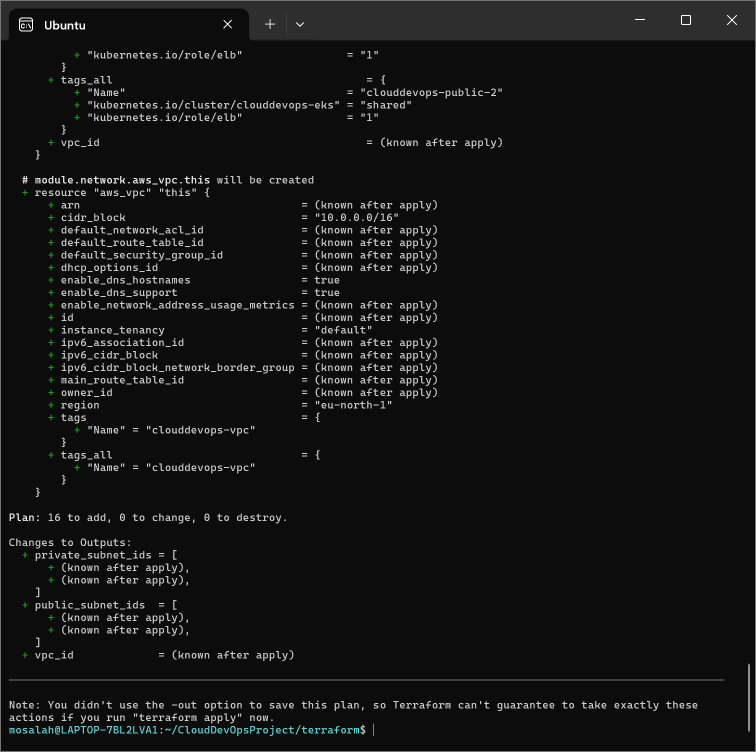 Ubuntu
+ "kubernetes.io/role/elb" = "1"
}
+ tags_all = {
+ "Name" = "clouddevops-public-2"
+ "kubernetes.io/cluster/clouddevops-eks" = "shared"
+ "kubernetes.io/role/elb" = "1"
}
+ vpc_id = (known after apply)
}
# module.network.aws_vpc.this will be created
+ resource "aws_vpc" "this" {
+ arn = (known after apply)
+ cidr_block = "10.0.0.0/16"
+ default_network_acl_id = (known after apply)
+ default_route_table_id = (known after apply)
+ default_security_group_id = (known after apply)
+ dhcp_options_id = (known after apply)
+ enable_dns_hostnames = true
+ enable_dns_support = true
+ enable_network_address_usage_metrics = (known after apply)
+ id = (known after apply)
+ instance_tenancy = "default"
+ ipv6_association_id = (known after apply)
+ ipv6_cidr_block = (known after apply)
+ ipv6_cidr_block_network_border_group = (known after apply)
+ main_route_table_id = (known after apply)
+ owner_id = (known after apply)
+ region = "eu-north-1"
+ tags = {
+ "Name" = "clouddevops-vpc"
}
+ tags_all = {
+ "Name" = "clouddevops-vpc"
}
}
Plan: 16 to add, 0 to change, 0 to destroy.
Changes to Outputs:
+ private_subnet_ids = [
+ (known after apply),
+ (known after apply),
]
+ public_subnet_ids = [
+ (known after apply),
+ (known after apply),
]
+ vpc_id = (known after apply)
Note: You didn't use the -out option to save this plan, so Terraform can't guarantee to take exactly these
actions if you run "terraform apply" now.
mosalah@LAPTOP-7BL2LVA1:~/CloudDevOpsProject/terraform$